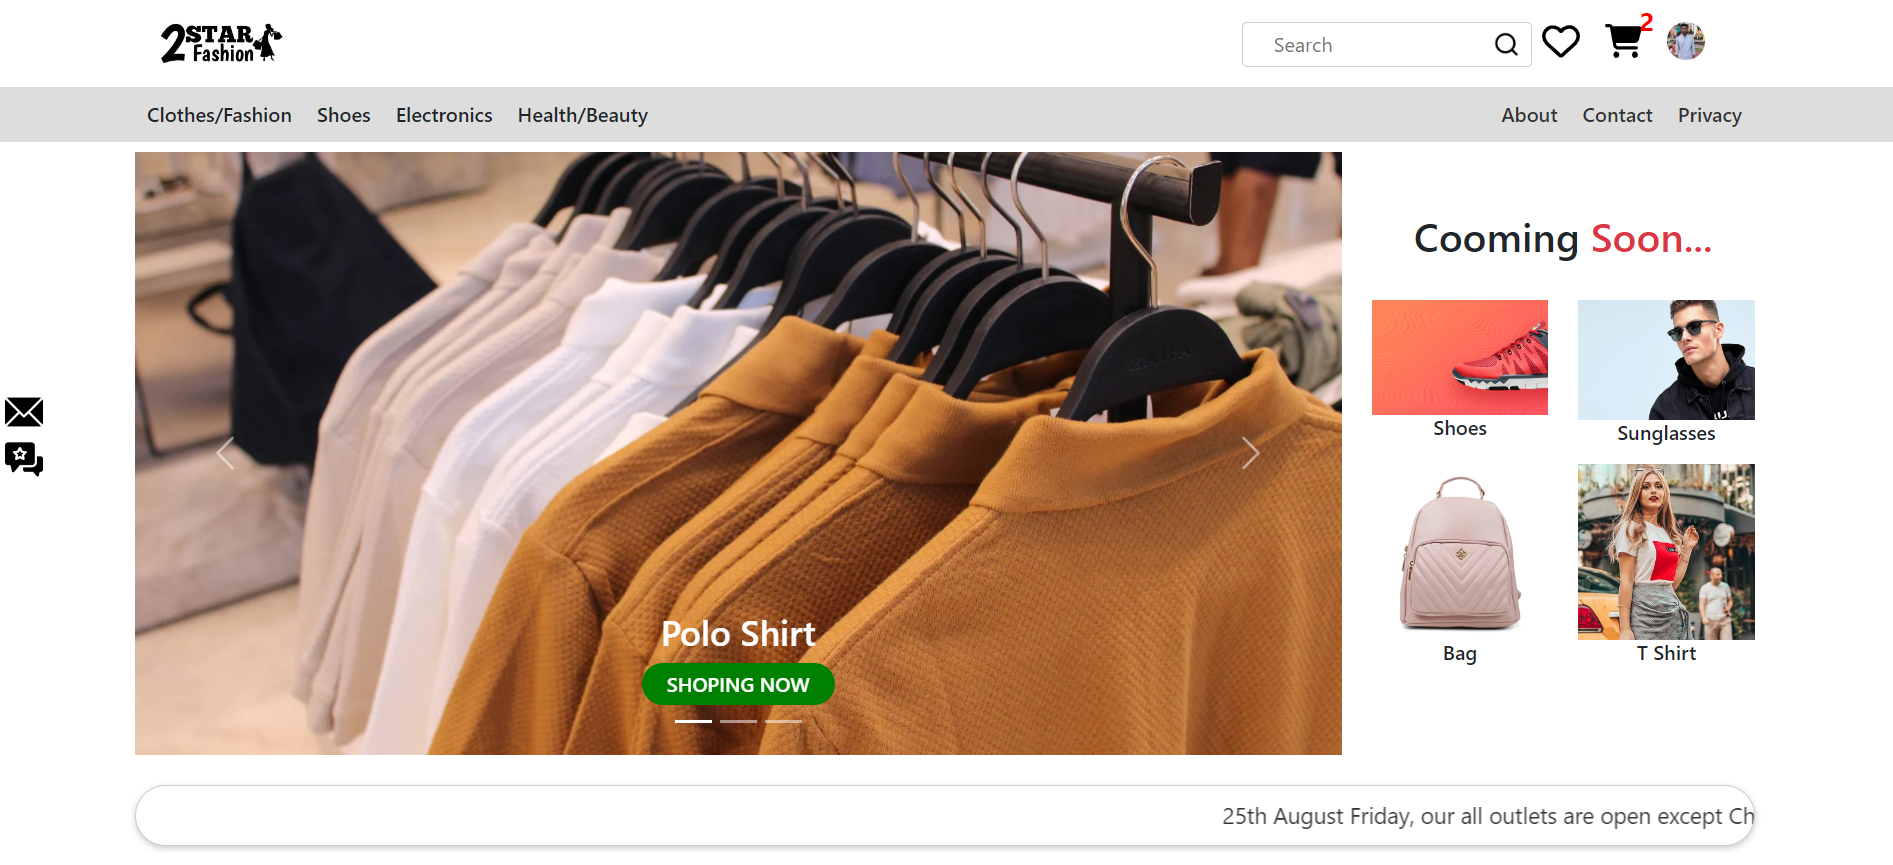 2STAR
Fashion
Search
2
Clothes/Fashion Shoes Electronics Health/Beauty
About Contact Privacy
ZARA
Cooming Soon...
Shoes
Sunglasses
Bag
T Shirt
Polo Shirt
SHOPING NOW
25th August Friday, our all outlets are open except Ch